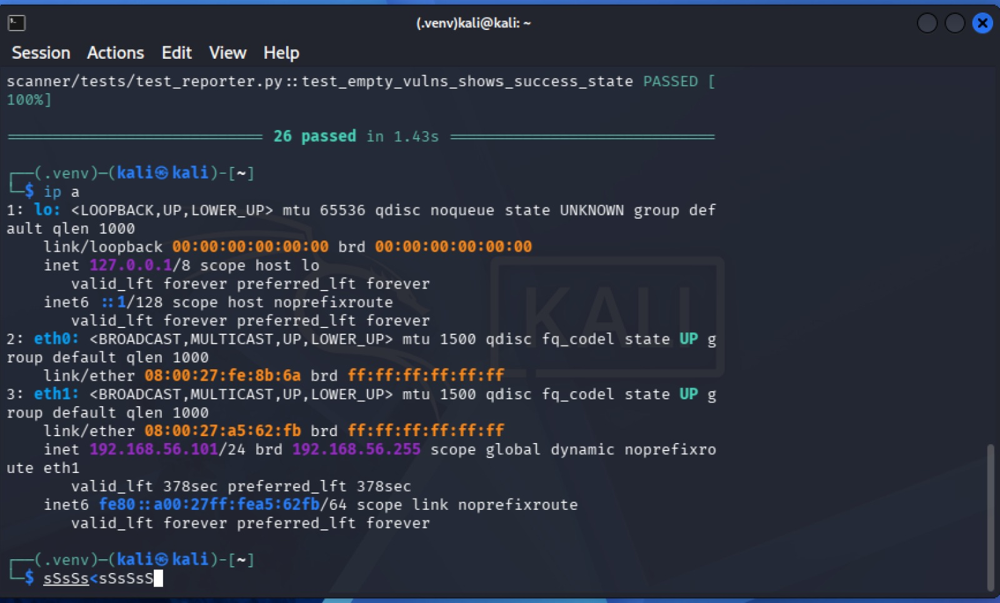 (.venv)kali@kali: ~
Session Actions Edit View Help
scanner/tests/test_reporter.py::test_empty_vulns_shows_success_state PASSED [
100%]
26 passed in 1.43s
(.venv)-(kali㉿kali)-[~]
$ ip a
1: lo: <LOOPBACK,UP,LOWER_UP> mtu 65536 qdisc noqueue state UNKNOWN group def
ault qlen 1000
link/loopback 00:00:00:00:00:00 brd 00:00:00:00:00:00
inet 127.0.0.1/8 scope host lo
valid_lft forever preferred_lft forever
inet6 ::1/128 scope host noprefixroute
valid_lft forever preferred_lft forever
2: eth0: <BROADCAST,MULTICAST,UP,LOWER_UP> mtu 1500 qdisc fq_codel state UP g
roup default qlen 1000
link/ether 08:00:27:fe:8b:6a brd ff:ff:ff:ff:ff:ff
3: eth1: <BROADCAST,MULTICAST,UP,LOWER_UP> mtu 1500 qdisc fq_codel state UP g
roup default qlen 1000
link/ether 08:00:27:a5:62:fb brd ff:ff:ff:ff:ff:ff
inet 192.168.56.101/24 brd 192.168.56.255 scope global dynamic noprefixro
ute eth1
valid_lft 378sec preferred_lft 378sec
inet6 fe80::a00:27ff:fea5:62fb/64 scope link noprefixroute
valid_lft forever preferred_lft forever
(.venv)-(kali㉿kali)-[~]
$ sSsSs<sSsSsS
KALI